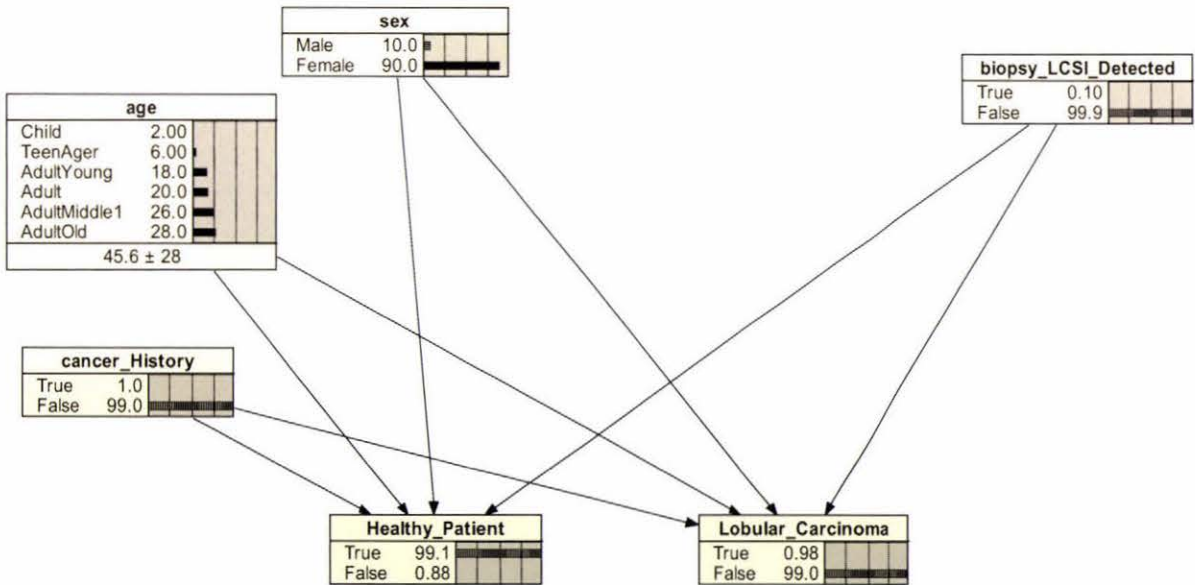 sex
Male 10.0
Female 90.0
biopsy_LCSI_Detected
True 0.10
False 99.9
age
Child 2.00
TeenAger 6.00
AdultYoung 18.0
Adult 20.0
AdultMiddle1 26.0
AdultOld 28.0
45.6 ± 28
cancer_History
True 1.0
False 99.0
Healthy_Patient
True 99.1
False 0.88
Lobular_Carcinoma
True 0.98
False 99.0